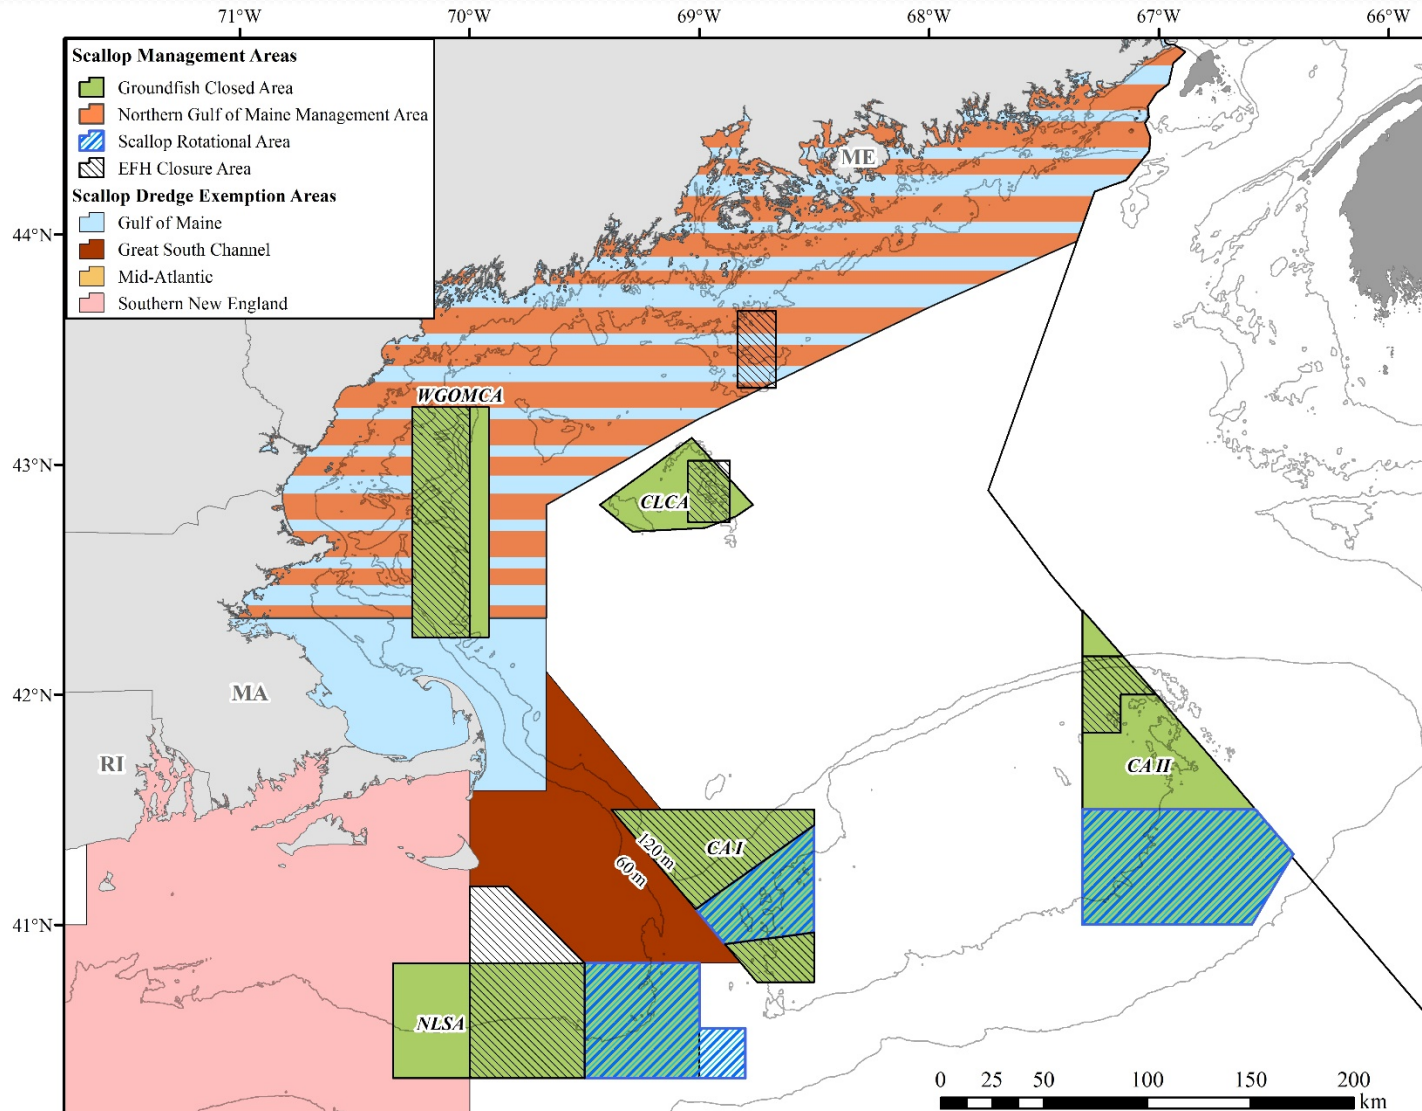 71°W 70°W 69°W 68°W 67°W 66°W
Scallop Management Areas
Groundfish Closed Area
Northern Gulf of Maine Management Area
Scallop Rotational Area
EFH Closure Area
Scallop Dredge Exemption Areas
Gulf of Maine
Great South Channel
Mid-Atlantic
Southern New England
ME
44°N
WGOMCA
43°N
CLCA
42°N
MA
RI
CA II
CA I
120 m
60 m
41°N
NLSA
0 25 50 100 150 200
km